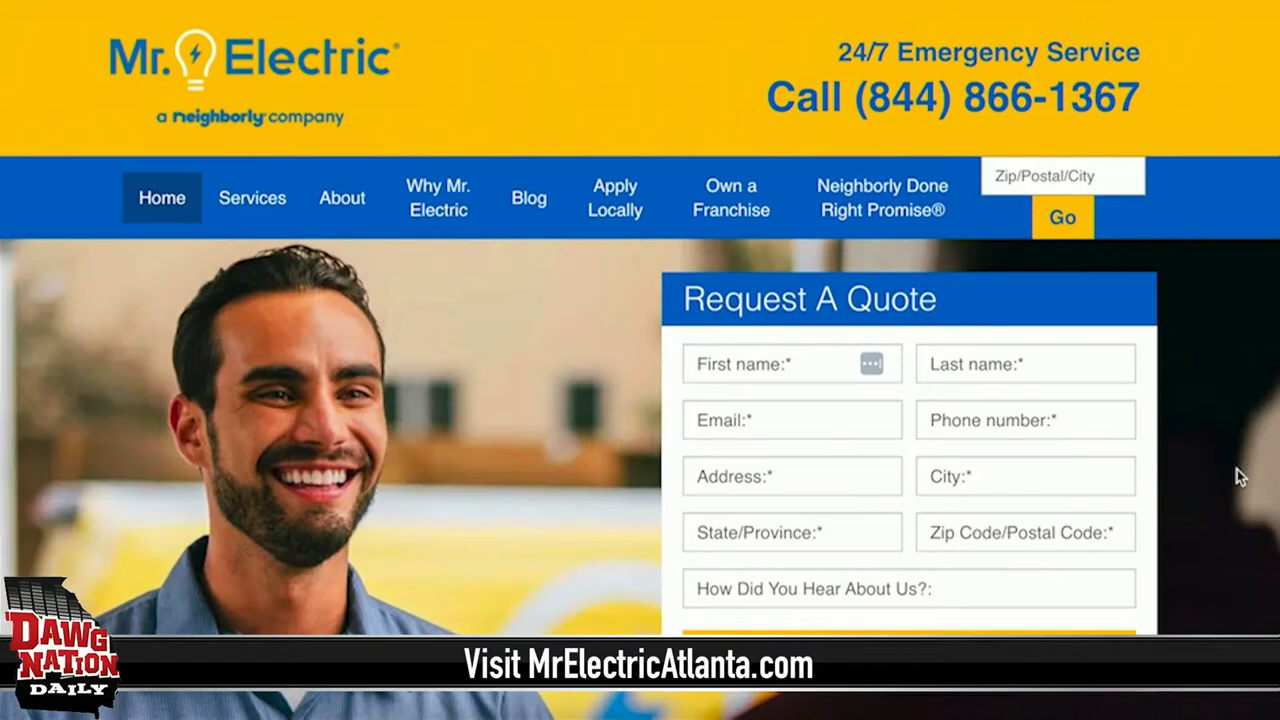 Mr. Electric®
a neighborly company
24/7 Emergency Service
Call (844) 866-1367
Home
Services
About
Why Mr.
Electric
Blog
Apply
Locally
Own a
Franchise
Neighborly Done
Right Promise®
Zip/Postal/City
Go
Request A Quote
First name:*
Last name:*
Email:*
Phone number:*
Address:*
City:*
State/Province:*
Zip Code/Postal Code:*
How Did You Hear About Us?:
DAWG
NATION
DAILY
Visit MrElectricAtlanta.com